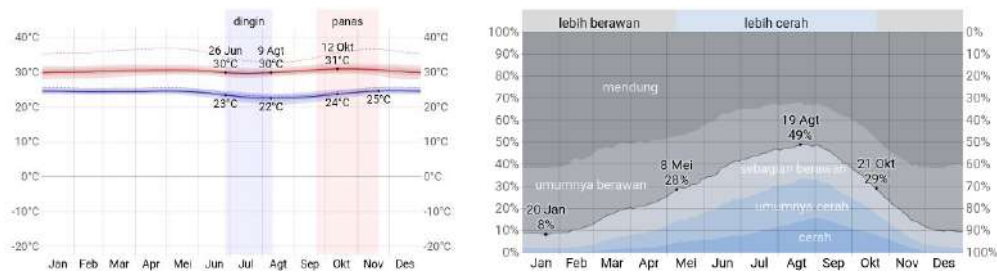 dingin
panas
40°C
30°C
20°C
10°C
0°C
-10°C
-20°C
40°C
30°C
20°C
10°C
0°C
-10°C
-20°C
26 Jun
30°C
9 Agt
30°C
12 Okt
31°C
23°C
22°C
24°C
25°C
Jan Feb Mar Apr Mei Jun Jul Agt Sep Okt Nov Des
lebih berawan
lebih cerah
100%
90%
80%
70%
60%
50%
40%
30%
20%
10%
0%
0%
10%
20%
30%
40%
50%
60%
70%
80%
90%
100%
mendung
19 Agt
49%
8 Mei
28%
sebagian berawan
21 Okt
29%
umumnya berawan
20 Jan
8%
umumnya cerah
cerah
Jan Feb Mar Apr Mei Jun Jul Agt Sep Okt Nov Des